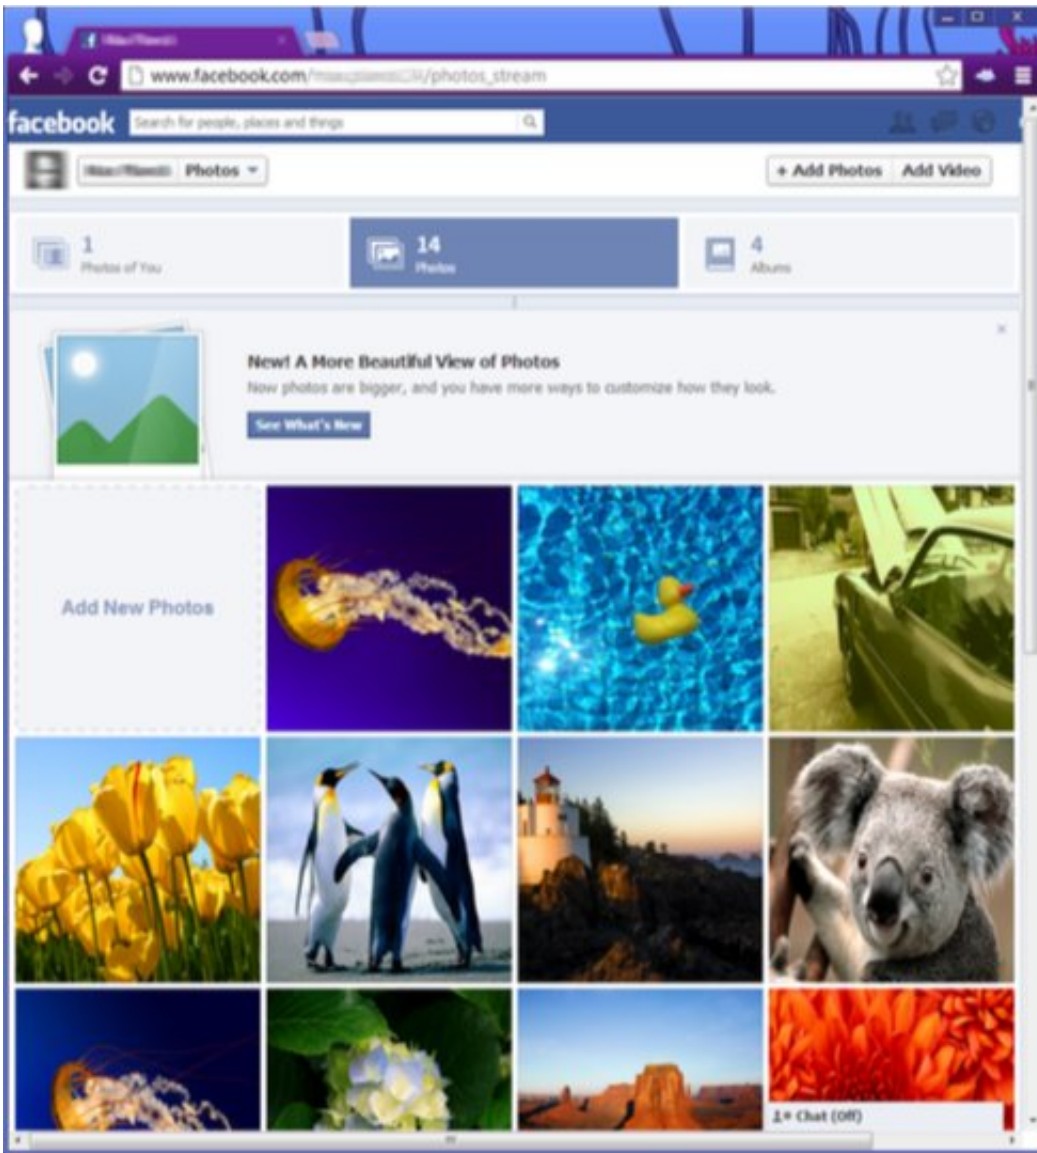 www.facebook.com/ /photos_stream
facebook
Search for people, places and things
Photos
+ Add Photos
Add Video
1
Photos of You
14
Photos
4
Albums
New! A More Beautiful View of Photos
Now photos are bigger, and you have more ways to customize how they look.
See What's New
Add New Photos
Chat (Off)